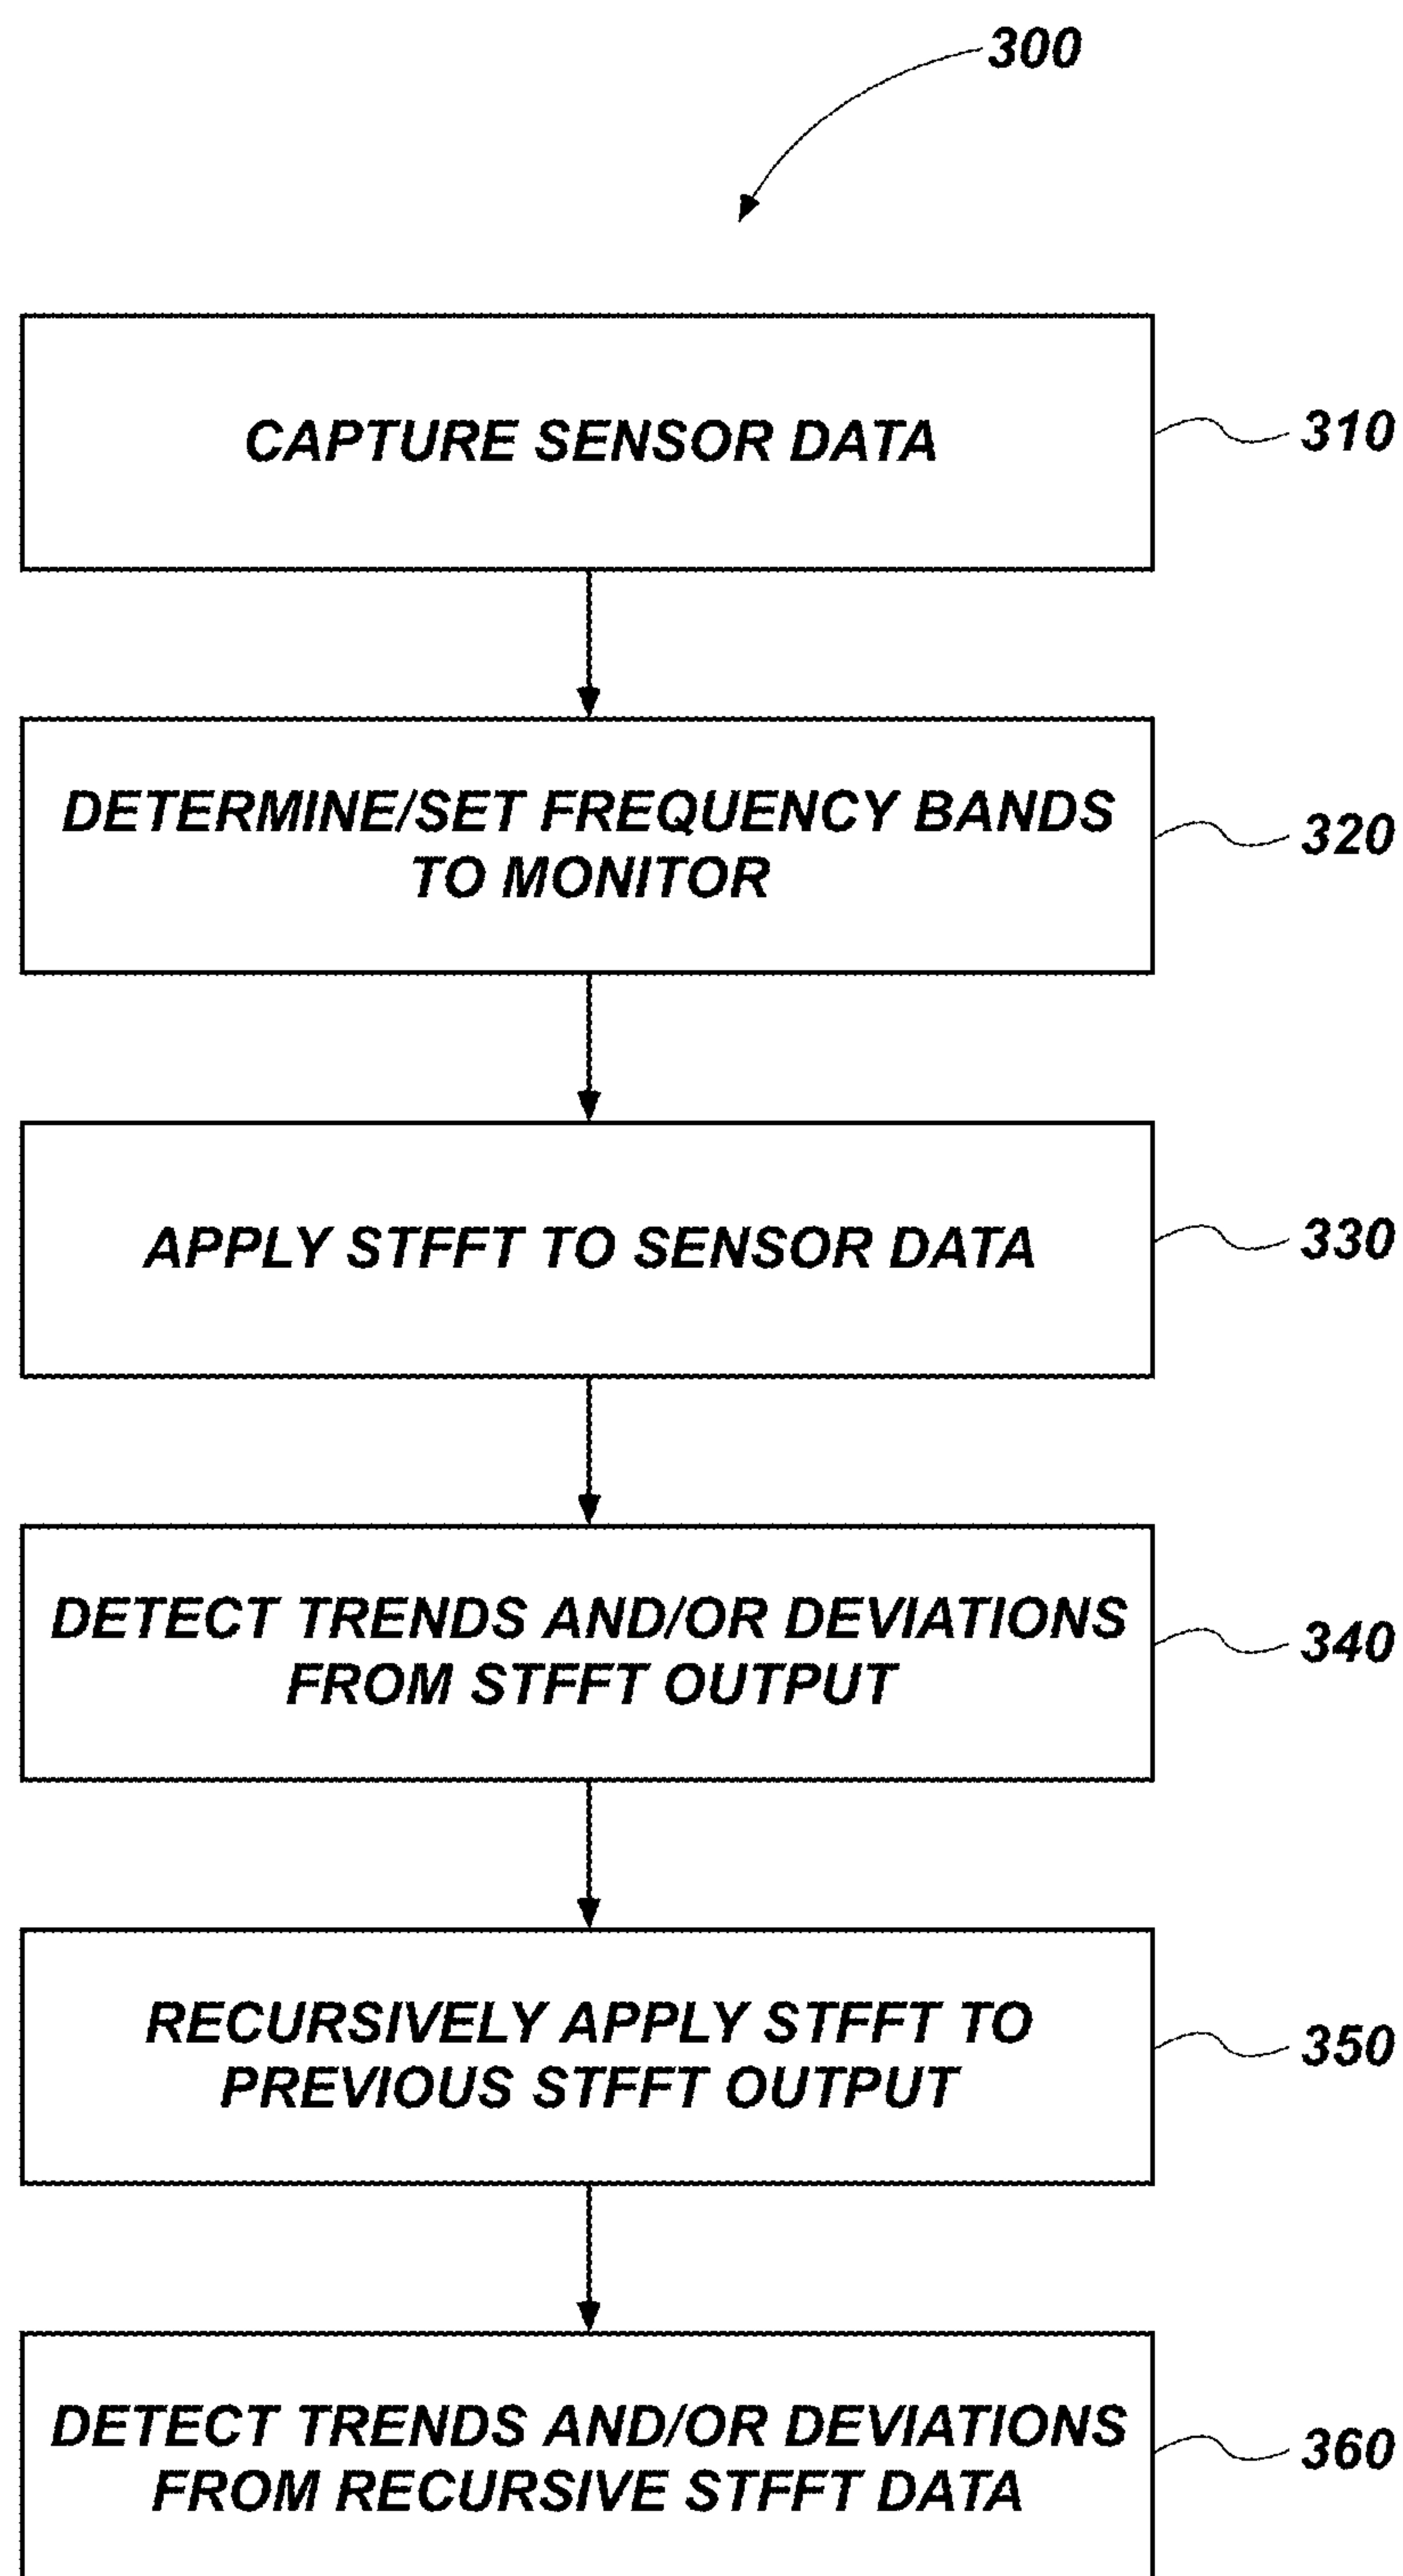 300
CAPTURE SENSOR DATA
310
DETERMINE/SET FREQUENCY BANDS
TO MONITOR
320
APPLY STFFT TO SENSOR DATA
330
DETECT TRENDS AND/OR DEVIATIONS
FROM STFFT OUTPUT
340
RECURSIVELY APPLY STFFT TO
PREVIOUS STFFT OUTPUT
350
DETECT TRENDS AND/OR DEVIATIONS
FROM RECURSIVE STFFT DATA
360